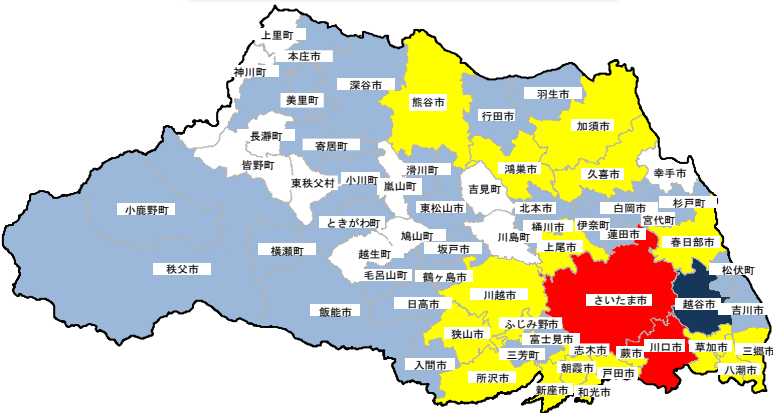 上里町
本庄市
神川町
深谷市
美里町
熊谷市
羽生市
行田市
加須市
長瀞町
寄居町
皆野町
滑川町
鴻巣市
久喜市
幸手市
東秩父村
小川町
嵐山町
吉見町
小鹿野町
東松山市
北本市
白岡市
杉戸町
ときがわ町
宮代町
桶川市
伊奈町
蓮田市
鳩山町
川島町
横瀬町
越生町
坂戸市
上尾市
春日部市
秩父市
毛呂山町
鶴ヶ島市
松伏町
川越市
さいたま市
日高市
越谷市
飯能市
吉川市
ふじみ野市
狭山市
富士見市
川口市
草加市
三芳町
志木市
蕨市
三郷市
入間市
朝霞市
戸田市
八潮市
所沢市
新座市
和光市